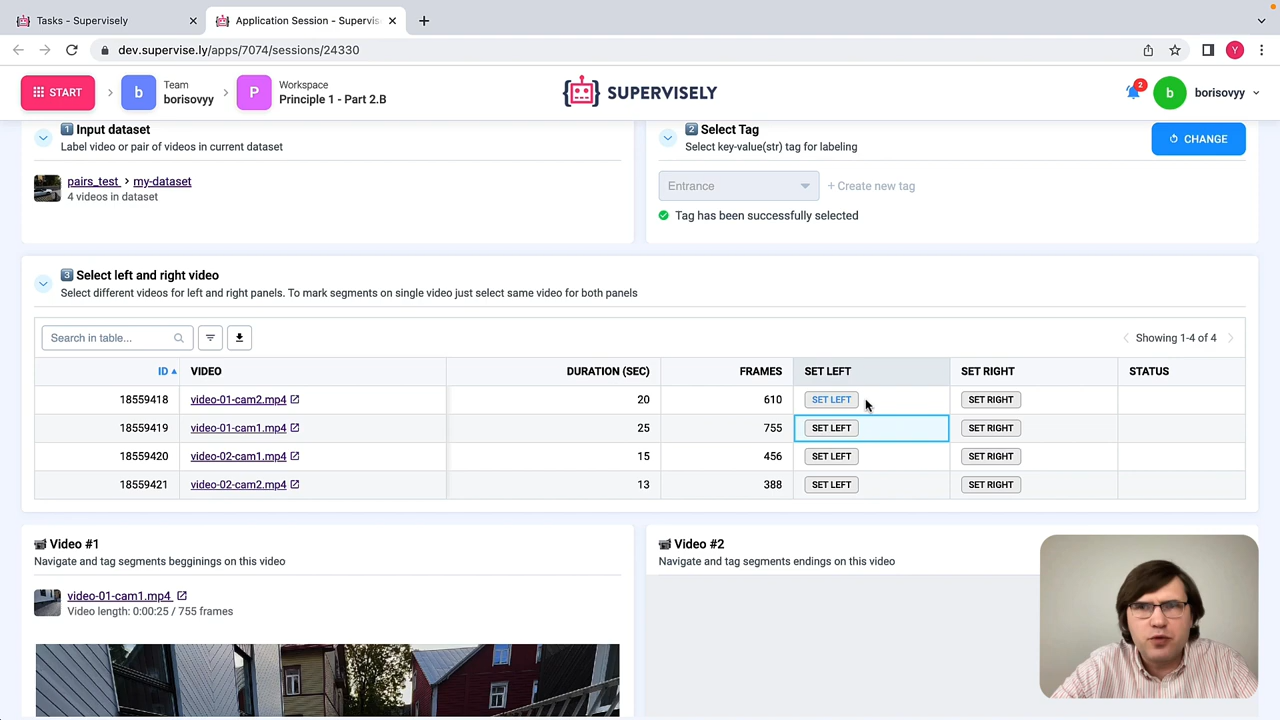 Tasks - Supervisely
Application Session - Supervis
dev.supervise.ly/apps/7074/sessions/24330
Y
START
b
Team
borisovyy
P
Workspace
Principle 1 - Part 2.B
SUPERVISELY
2
b
borisovyy
1 Input dataset
Label video or pair of videos in current dataset
pairs_test > my-dataset
4 videos in dataset
2 Select Tag
Select key-value(str) tag for labeling
CHANGE
Entrance
+ Create new tag
Tag has been successfully selected
3 Select left and right video
Select different videos for left and right panels. To mark segments on single video just select same video for both panels
Search in table...
Showing 1-4 of 4
ID VIDEO DURATION (SEC) FRAMES SET LEFT SET RIGHT STATUS
18559418 video-01-cam2.mp4 20 610 SET LEFT SET RIGHT
18559419 video-01-cam1.mp4 25 755 SET LEFT SET RIGHT
18559420 video-02-cam1.mp4 15 456 SET LEFT SET RIGHT
18559421 video-02-cam2.mp4 13 388 SET LEFT SET RIGHT
Video #1
Navigate and tag segments begginings on this video
video-01-cam1.mp4
Video length: 0:00:25 / 755 frames
Video #2
Navigate and tag segments endings on this video